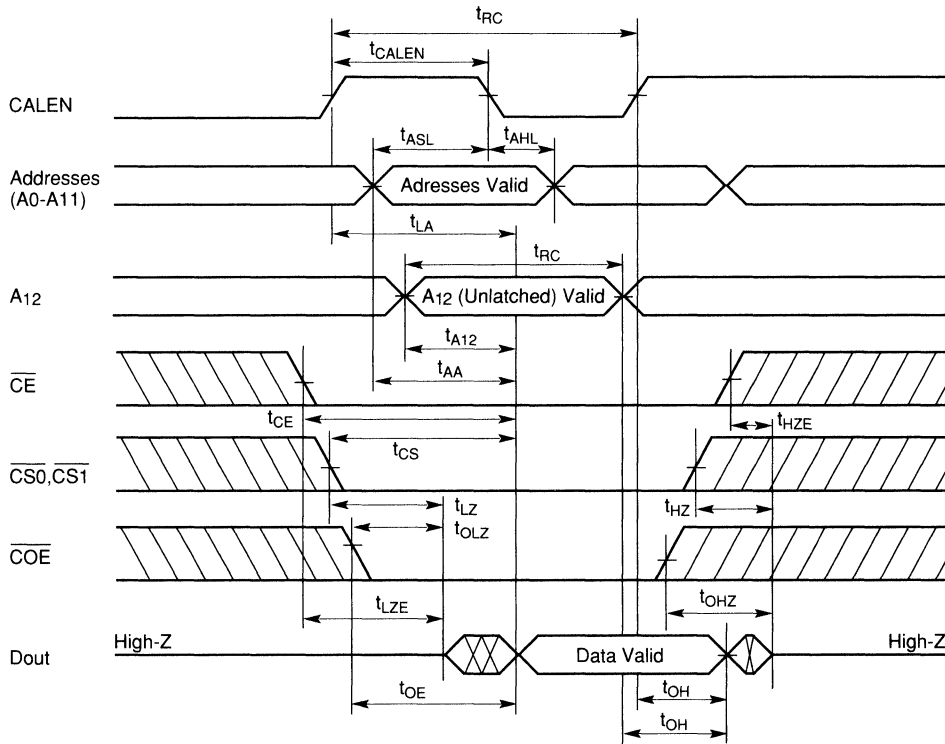 tRC
tCALEN
CALEN
tASL
tAHL
Addresses
(A0-A11)
Adresses Valid
tLA
tRC
A12
A12 (Unlatched) Valid
tA12
CE
tAA
tCE
tHZE
tCS
CS0,CS1
tLZ
tHZ
tOLZ
COE
tLZE
tOHZ
High-Z
High-Z
Dout
Data Valid
tOE
tOH
tOH